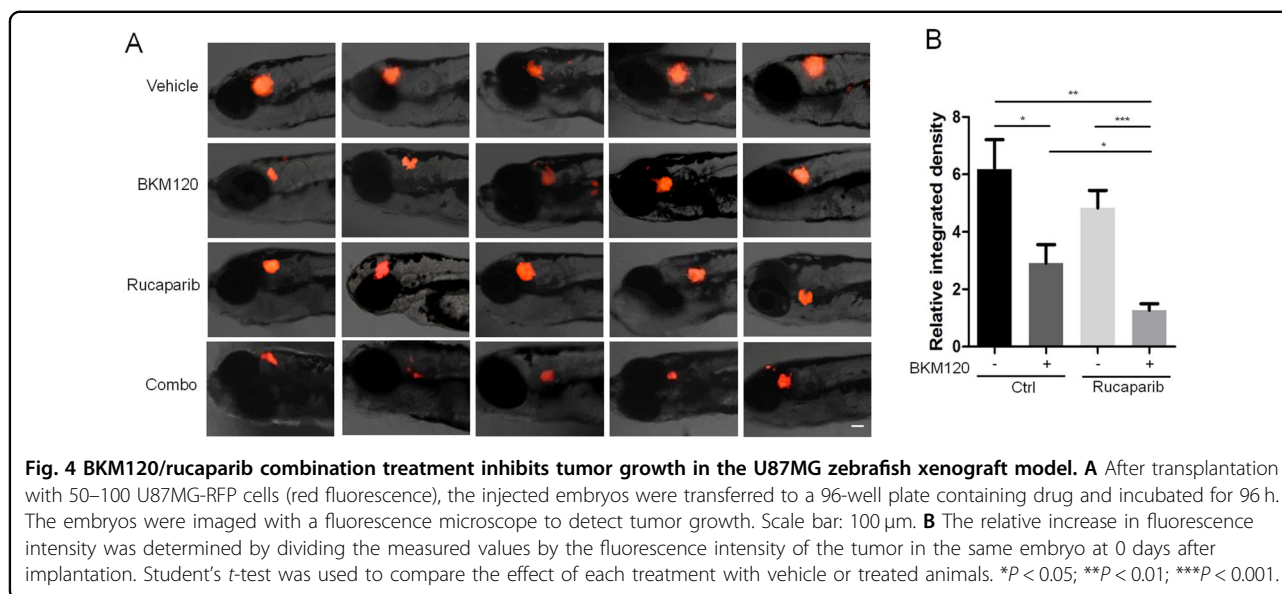 A
Vehicle
BKM120
Rucaparib
Combo
B
Relative integrated density
8
6
4
2
0
**
* ***
*
BKM120 - + - +
Ctrl Rucaparib
Fig. 4 BKM120/rucaparib combination treatment inhibits tumor growth in the U87MG zebrafish xenograft model. A After transplantation
with 50–100 U87MG-RFP cells (red fluorescence), the injected embryos were transferred to a 96-well plate containing drug and incubated for 96 h.
The embryos were imaged with a fluorescence microscope to detect tumor growth. Scale bar: 100 μm. B The relative increase in fluorescence
intensity was determined by dividing the measured values by the fluorescence intensity of the tumor in the same embryo at 0 days after
implantation. Student's t-test was used to compare the effect of each treatment with vehicle or treated animals. *P < 0.05; **P < 0.01; ***P < 0.001.